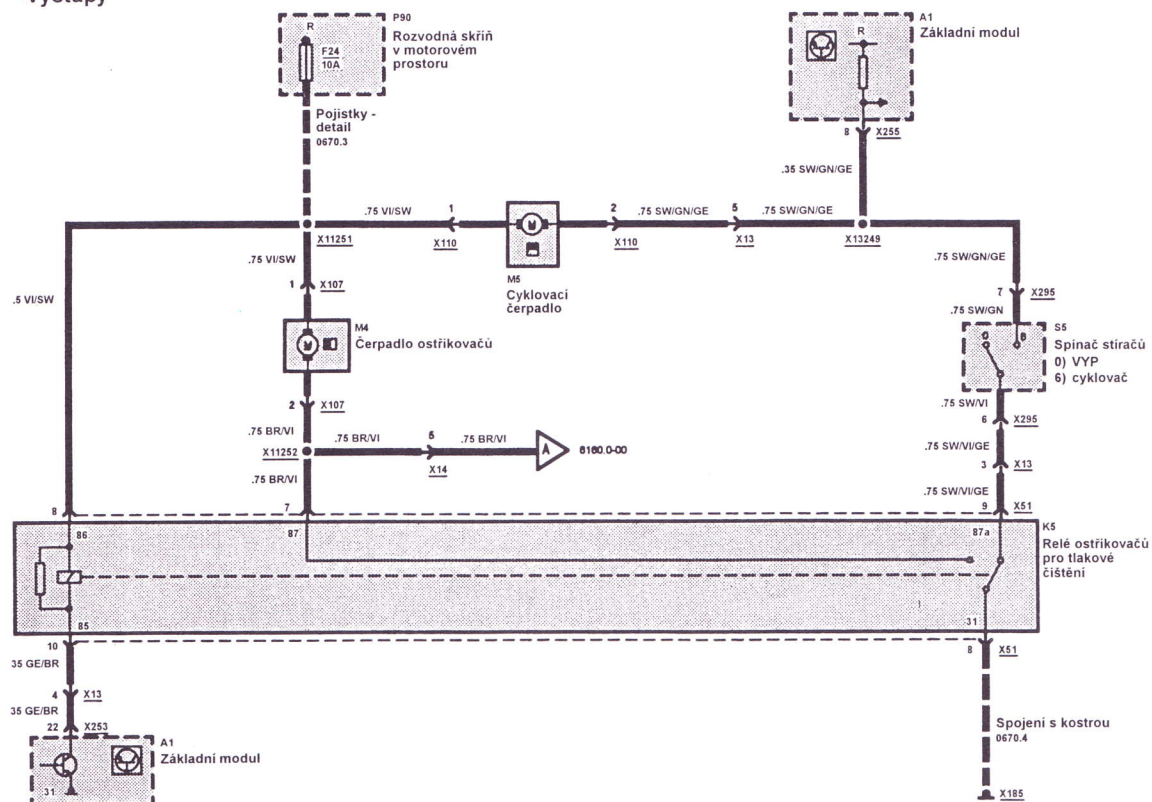 Výstupy
P90
Rozvodná skříň
v motorovém
prostoru
R
F24
10A
A1
Základní modul
R
Pojistky -
detail
0670.3
8 X255
.35 SW/GN/GE
.75 VI/SW
1
2
.75 SW/GN/GE
5
.75 SW/GN/GE
X11251
X110
X110
X13
X13249
M5
Cyklovací
čerpadlo
.75 VI/SW
.75 SW/GN/GE
1 X107
7 X295
.5 VI/SW
.75 SW/GN
M4
Čerpadlo ostřikovačů
S5
Spínač stíračů
0) VYP
6) cyklovač
0
6
2 X107
.75 SW/VI
6 X295
.75 BR/VI
.75 BR/VI
5
.75 BR/VI
A
6160.0-00
X11252
X14
.75 SW/VI/GE
3 X13
.75 BR/VI
.75 SW/VI/GE
8
7
9 X51
86
87
87a
K5
Relé ostřikovačů
pro tlakové
čištění
85
31
10
8 X51
35 GE/BR
4 X13
35 GE/BR
22 X253
A1
Základní modul
31
Spojení s kostrou
0670.4
X185